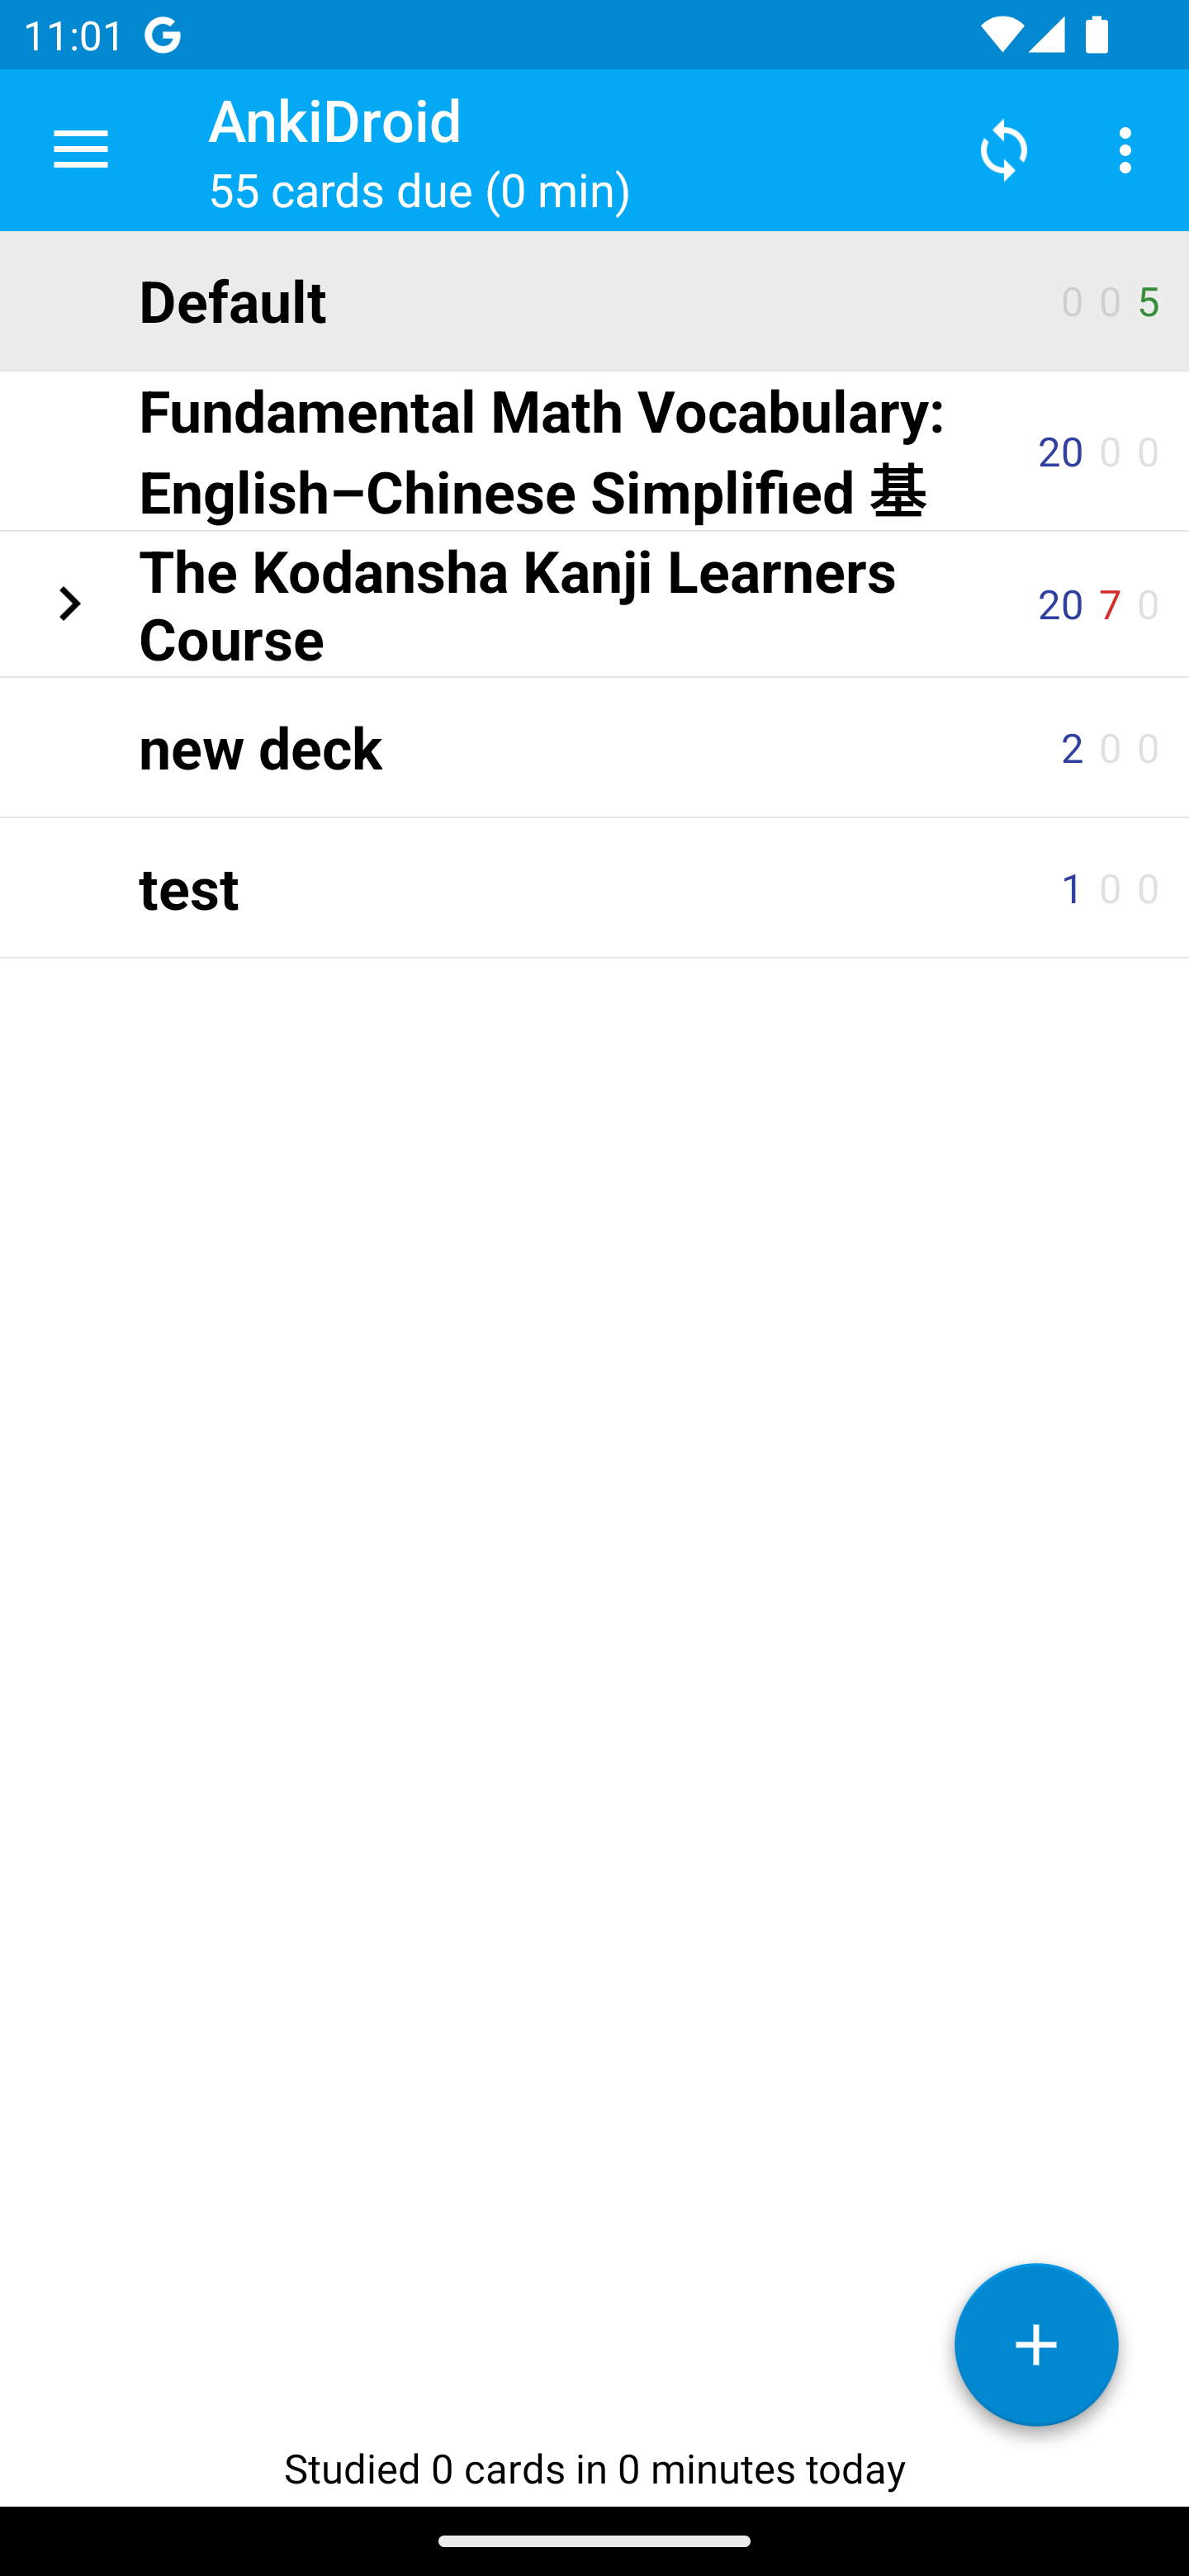 11:01
AnkiDroid
55 cards due (0 min)
Default 0 0 5
Fundamental Math Vocabulary:
English–Chinese Simplified 基 20 0 0
The Kodansha Kanji Learners
Course 20 7 0
new deck 2 0 0
test 1 0 0
Studied 0 cards in 0 minutes today